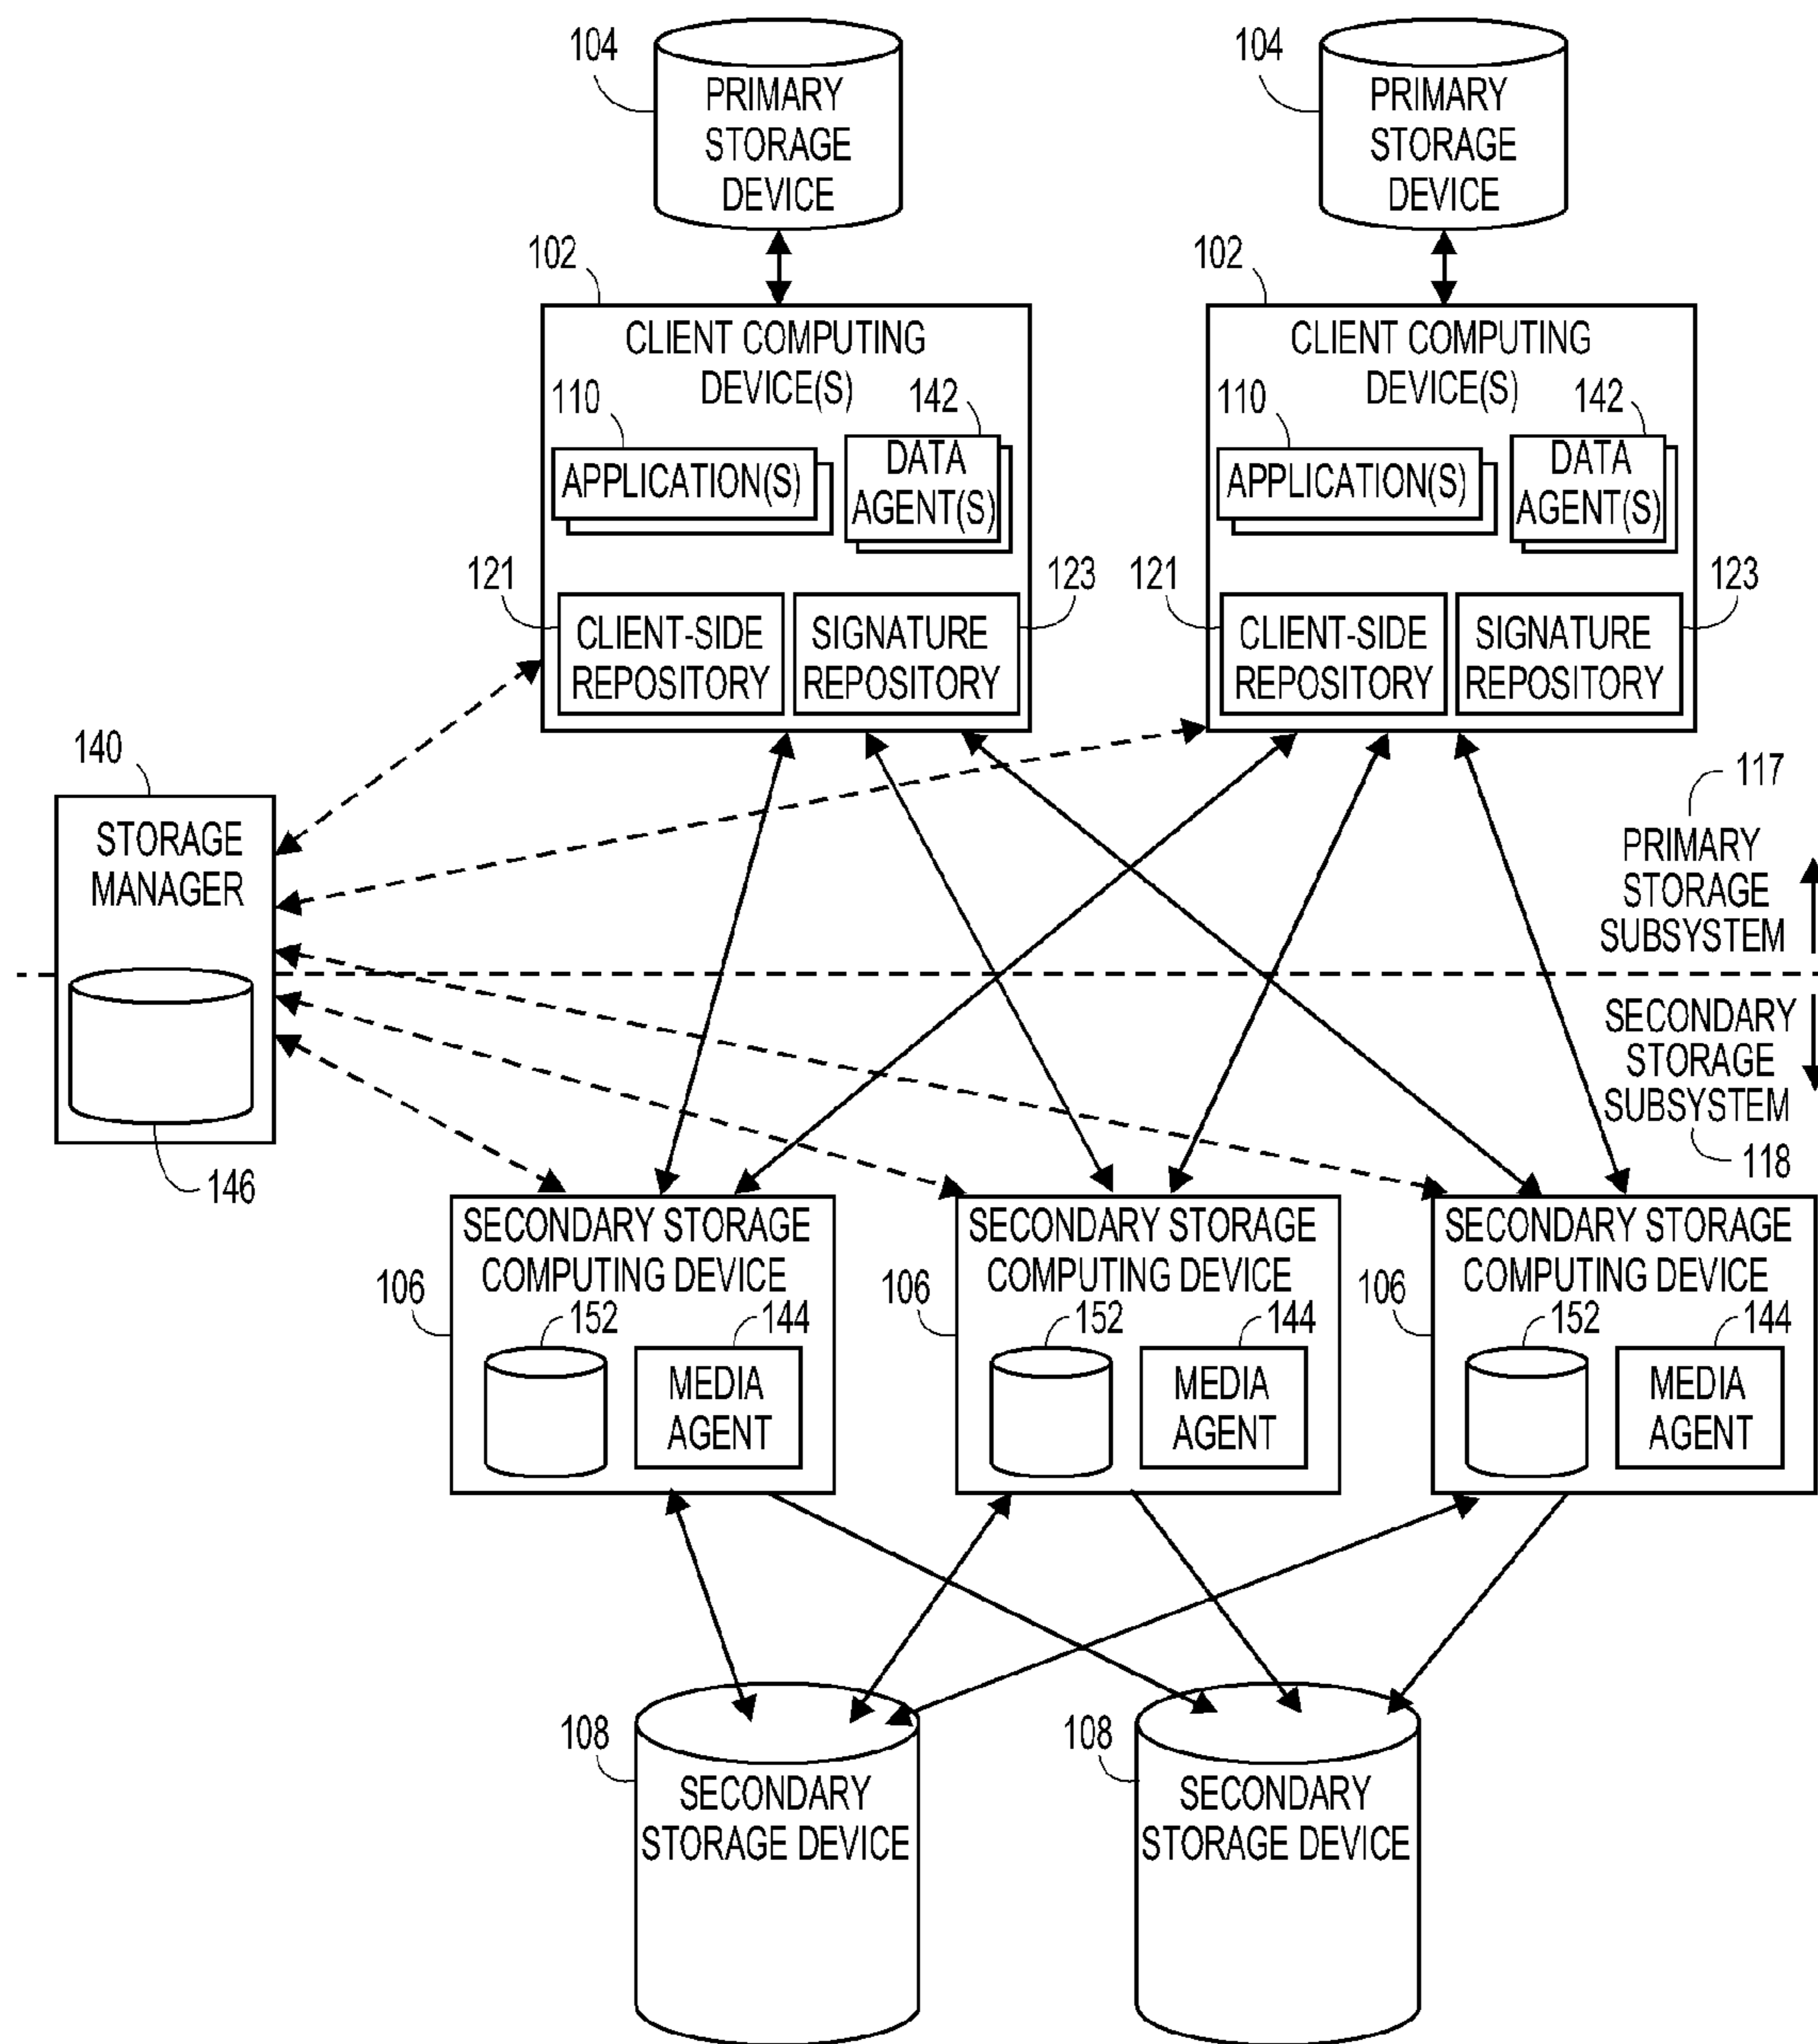 104
PRIMARY
STORAGE
DEVICE
104
PRIMARY
STORAGE
DEVICE
102
CLIENT COMPUTING
DEVICE(S)
110
142
APPLICATION(S)
DATA
AGENT(S)
121
123
CLIENT-SIDE
REPOSITORY
SIGNATURE
REPOSITORY
102
CLIENT COMPUTING
DEVICE(S)
110
142
APPLICATION(S)
DATA
AGENT(S)
121
123
CLIENT-SIDE
REPOSITORY
SIGNATURE
REPOSITORY
140
STORAGE
MANAGER
146
117
PRIMARY
STORAGE
SUBSYSTEM
SECONDARY
STORAGE
SUBSYSTEM
118
SECONDARY STORAGE
COMPUTING DEVICE
106
152
144
MEDIA
AGENT
SECONDARY STORAGE
COMPUTING DEVICE
106
152
144
MEDIA
AGENT
SECONDARY STORAGE
COMPUTING DEVICE
106
152
144
MEDIA
AGENT
108
SECONDARY
STORAGE DEVICE
108
SECONDARY
STORAGE DEVICE